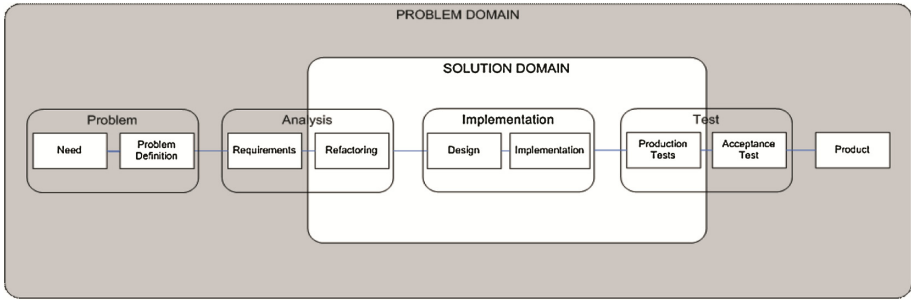 PROBLEM DOMAIN
SOLUTION DOMAIN
Problem
Need
Problem
Definition
Analysis
Requirements
Refactoring
Implementation
Design
Implementation
Test
Production
Tests
Acceptance
Test
Product